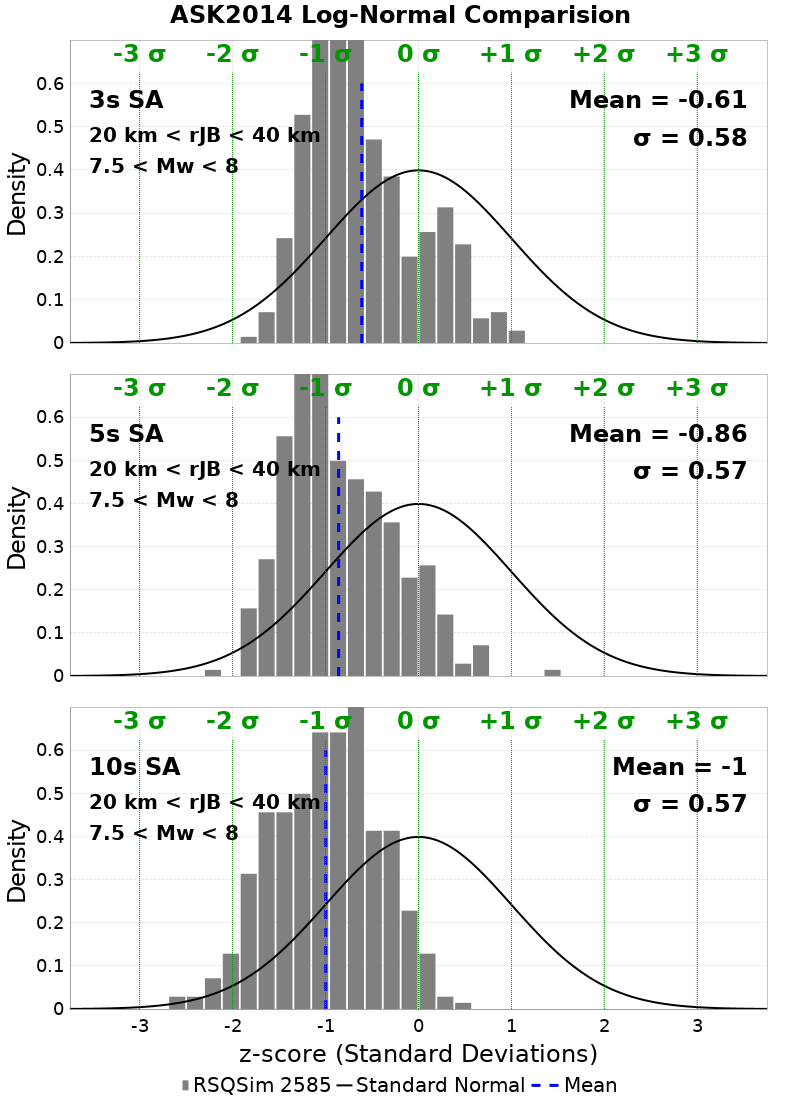 ASK2014 Log-Normal Comparision
-3 σ -2 σ -1 σ 0 σ +1 σ +2 σ +3 σ
0.6
3s SA Mean = -0.61
0.5
20 km < rJB < 40 km σ = 0.58
0.4
7.5 < Mw < 8
0.3
0.2
0.1
0
Density
-3 σ -2 σ -1 σ 0 σ +1 σ +2 σ +3 σ
0.6
5s SA Mean = -0.86
0.5
20 km < rJB < 40 km σ = 0.57
0.4
7.5 < Mw < 8
0.3
0.2
0.1
0
Density
-3 σ -2 σ -1 σ 0 σ +1 σ +2 σ +3 σ
0.6
10s SA Mean = -1
0.5
20 km < rJB < 40 km σ = 0.57
0.4
7.5 < Mw < 8
0.3
0.2
0.1
0
Density
-3 -2 -1 0 1 2 3
z-score (Standard Deviations)
RSQSim 2585 Standard Normal Mean